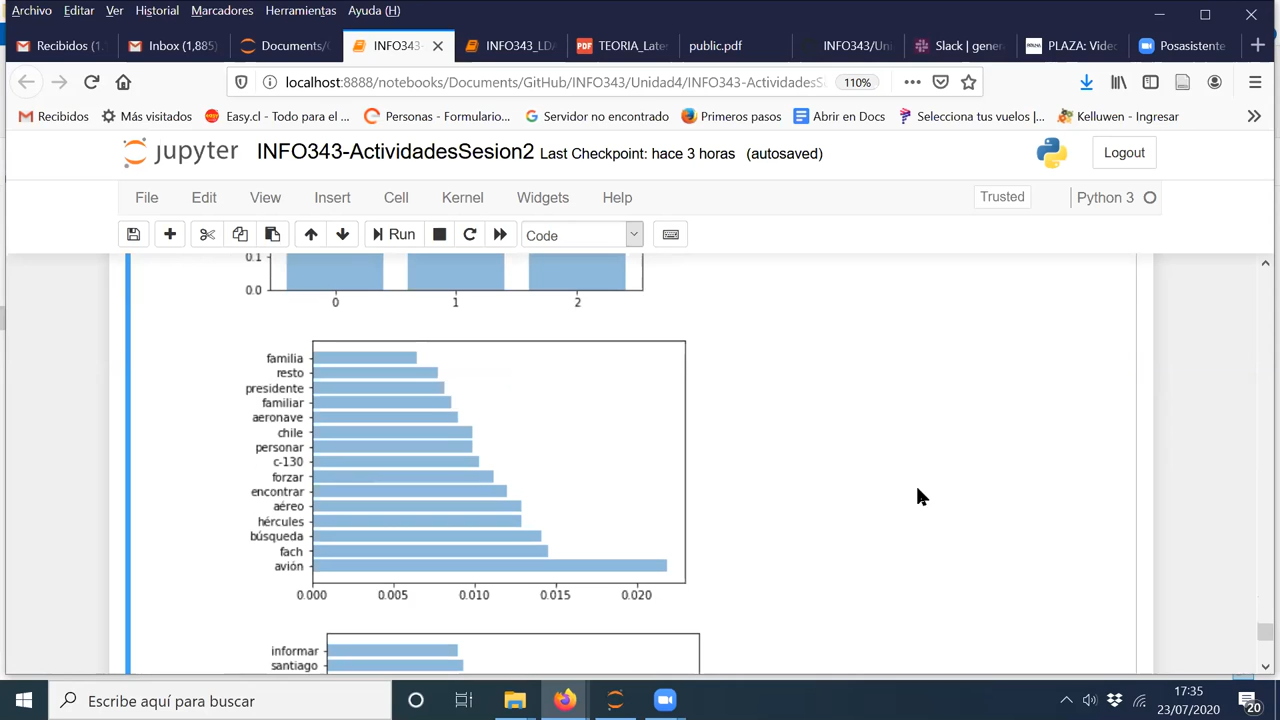 Archivo Editar Ver Historial Marcadores Herramientas Ayuda (H)
Recibidos (1, Inbox (1,885) Documents/ INFO343- INFO343_LD TEORIA_Late public.pdf INFO343/Uni Slack | gene PLAZA: Vide Posasistente
localhost:8888/notebooks/Documents/GitHub/INFO343/Unidad4/INFO343-ActividadesS 110%
Recibidos Más visitados Easy.cl - Todo para el ... Personas - Formulario... Servidor no encontrado Primeros pasos Abrir en Docs Selecciona tus vuelos |... Kelluwen - Ingresar
jupyter INFO343-ActividadesSesion2 Last Checkpoint: hace 3 horas (autosaved) Logout
File Edit View Insert Cell Kernel Widgets Help Trusted Python 3
Run Code
0.1
0.0
0 1 2
familia
resto
presidente
familiar
aeronave
chile
personar
c-130
forzar
encontrar
aéreo
hércules
búsqueda
fach
avión
0.000 0.005 0.010 0.015 0.020
informar
santiago
Escribe aquí para buscar
17:35
23/07/2020
20